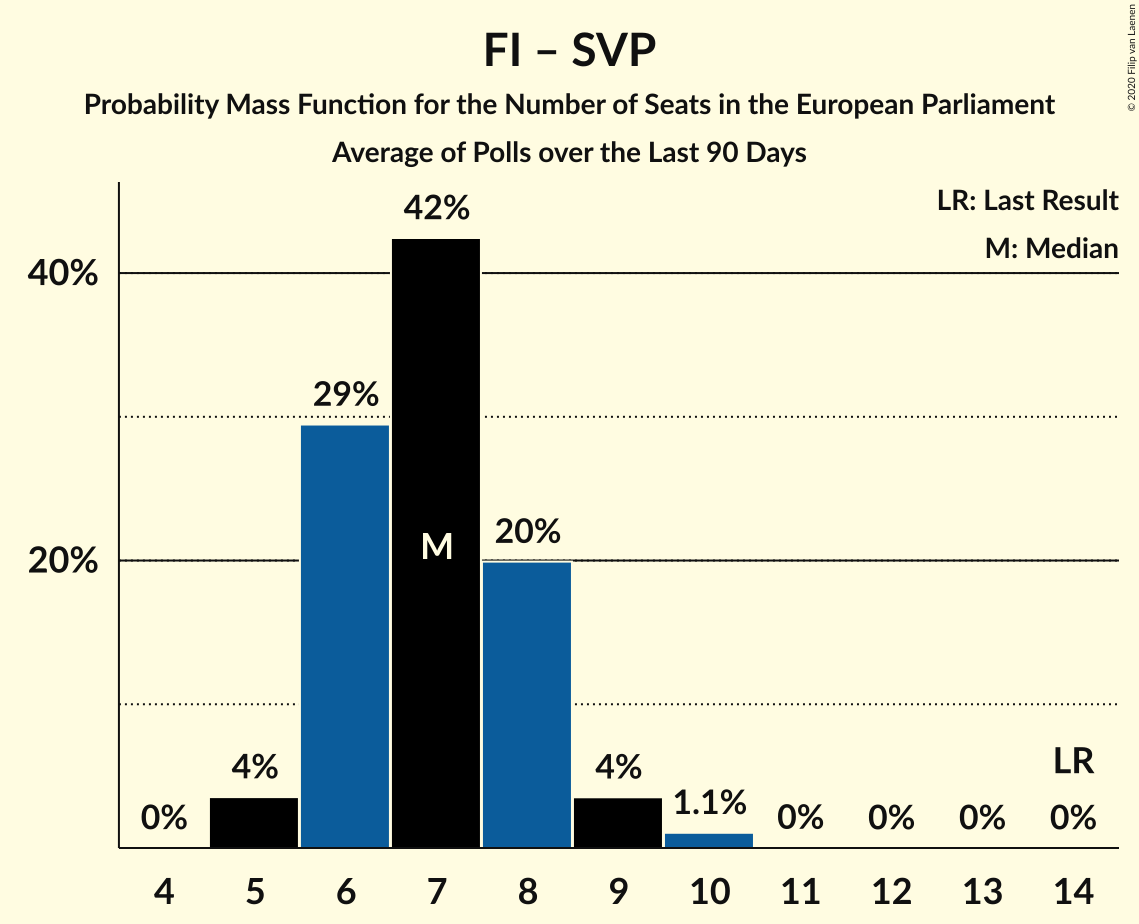 FI – SVP
Probability Mass Function for the Number of Seats in the European Parliament
Average of Polls over the Last 90 Days
© 2020 Filip van Laenen
LR: Last Result
M: Median
42%
40%
29%
M
20%
20%
4%
4%
LR
1.1%
0%
0%
0%
0%
0%
4 5 6 7 8 9 10 11 12 13 14